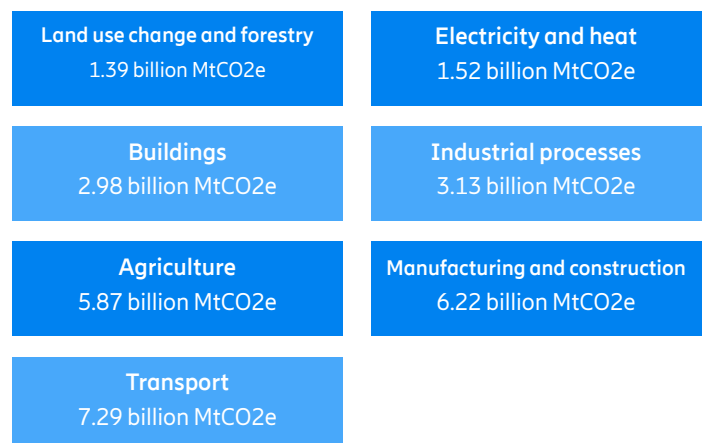 Land use change and forestry
1.39 billion MtCO2e
Electricity and heat
1.52 billion MtCO2e
Buildings
2.98 billion MtCO2e
Industrial processes
3.13 billion MtCO2e
Agriculture
5.87 billion MtCO2e
Manufacturing and construction
6.22 billion MtCO2e
Transport
7.29 billion MtCO2e